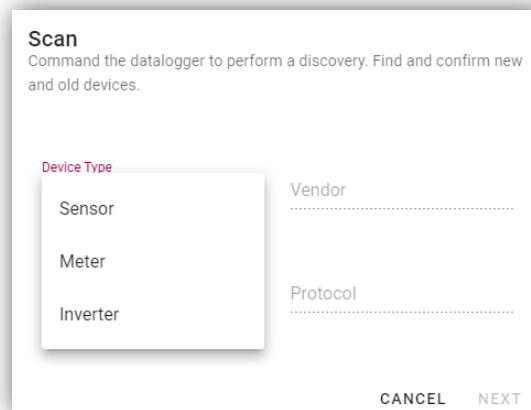 Scan
Command the datalogger to perform a discovery. Find and confirm new
and old devices.
Device Type
Sensor
Meter
Inverter
Vendor
Protocol
CANCEL NEXT